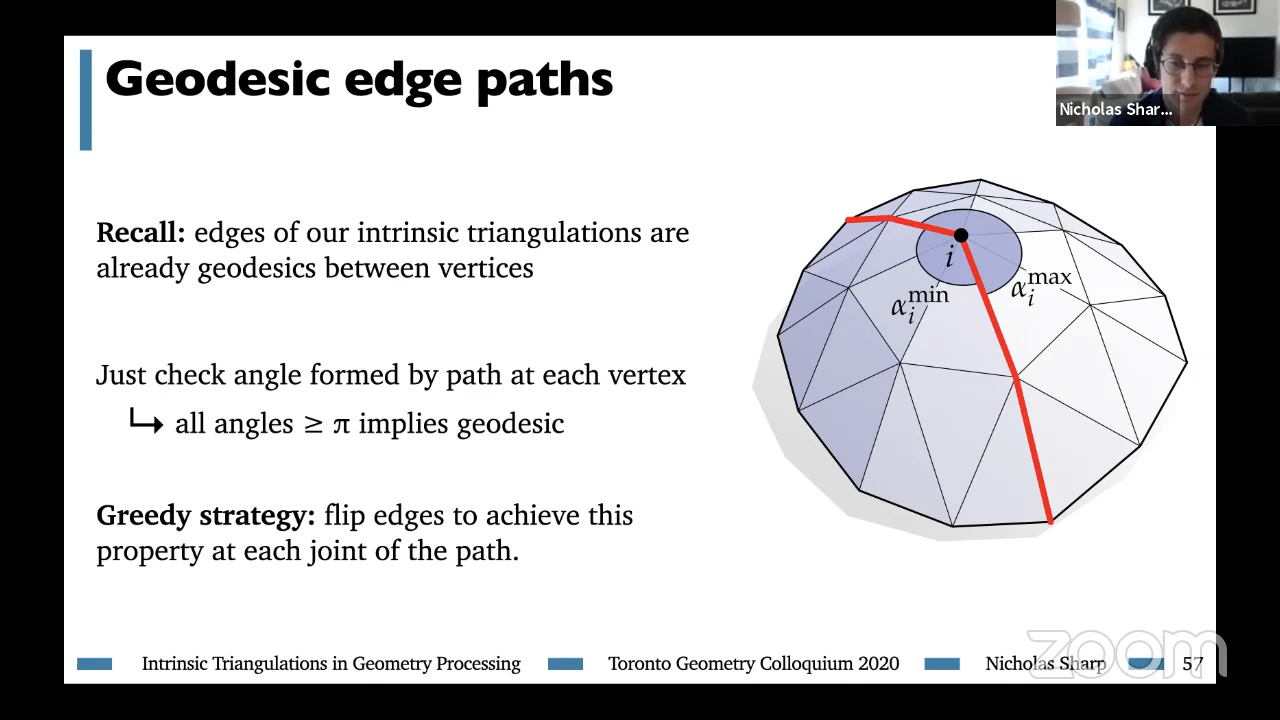 Geodesic edge paths
Nicholas Shar...
Recall: edges of our intrinsic triangulations are
already geodesics between vertices
Just check angle formed by path at each vertex
↳ all angles ≥ π implies geodesic
Greedy strategy: flip edges to achieve this
property at each joint of the path.
i
α_i^min
α_i^max
Intrinsic Triangulations in Geometry Processing
Toronto Geometry Colloquium 2020
Nicholas Sharp
57
zoom